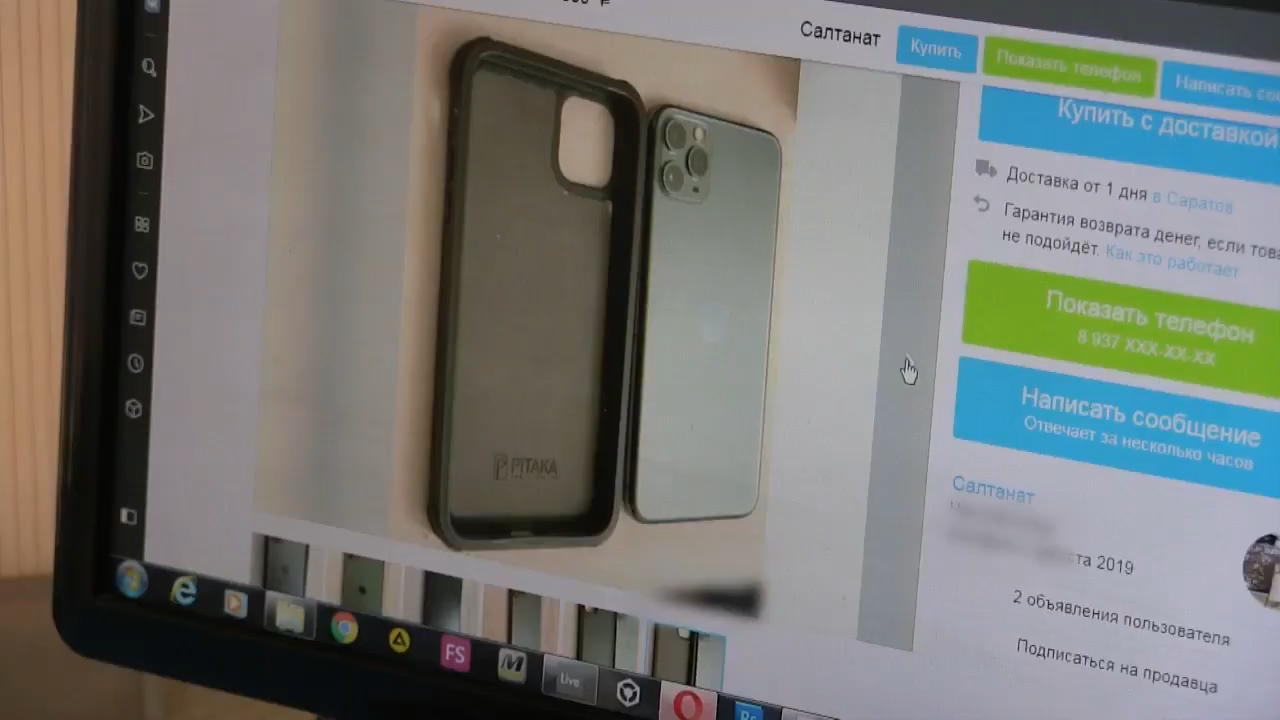 Салтанат
Купить
Показать телефон
Написать
Купить с доставкой
Доставка от 1 дня в Саратов
Гарантия возврата денег, если
не подойдёт. Как это работает
Показать телефон
8 937 XXX-XX-XX
Написать сообщение
Отвечает за несколько часов
Салтанат
та 2019
2 объявления пользователя
Подписаться на продавца
PITAKA
FS
Live